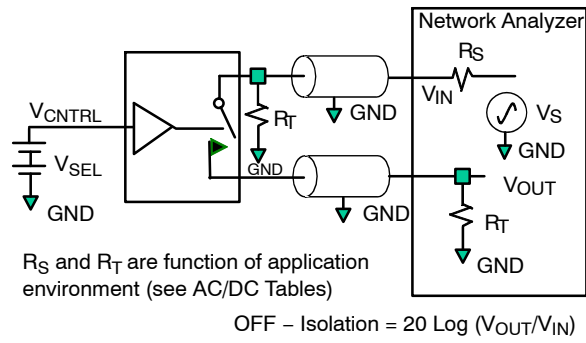 Network Analyzer
RS
VIN
VS
GND
GND
RT
GND
VCNTRL
VSEL
GND
GND
VOUT
RT
GND
RS and RT are function of application
environment (see AC/DC Tables)
OFF – Isolation = 20 Log (VOUT/VIN)